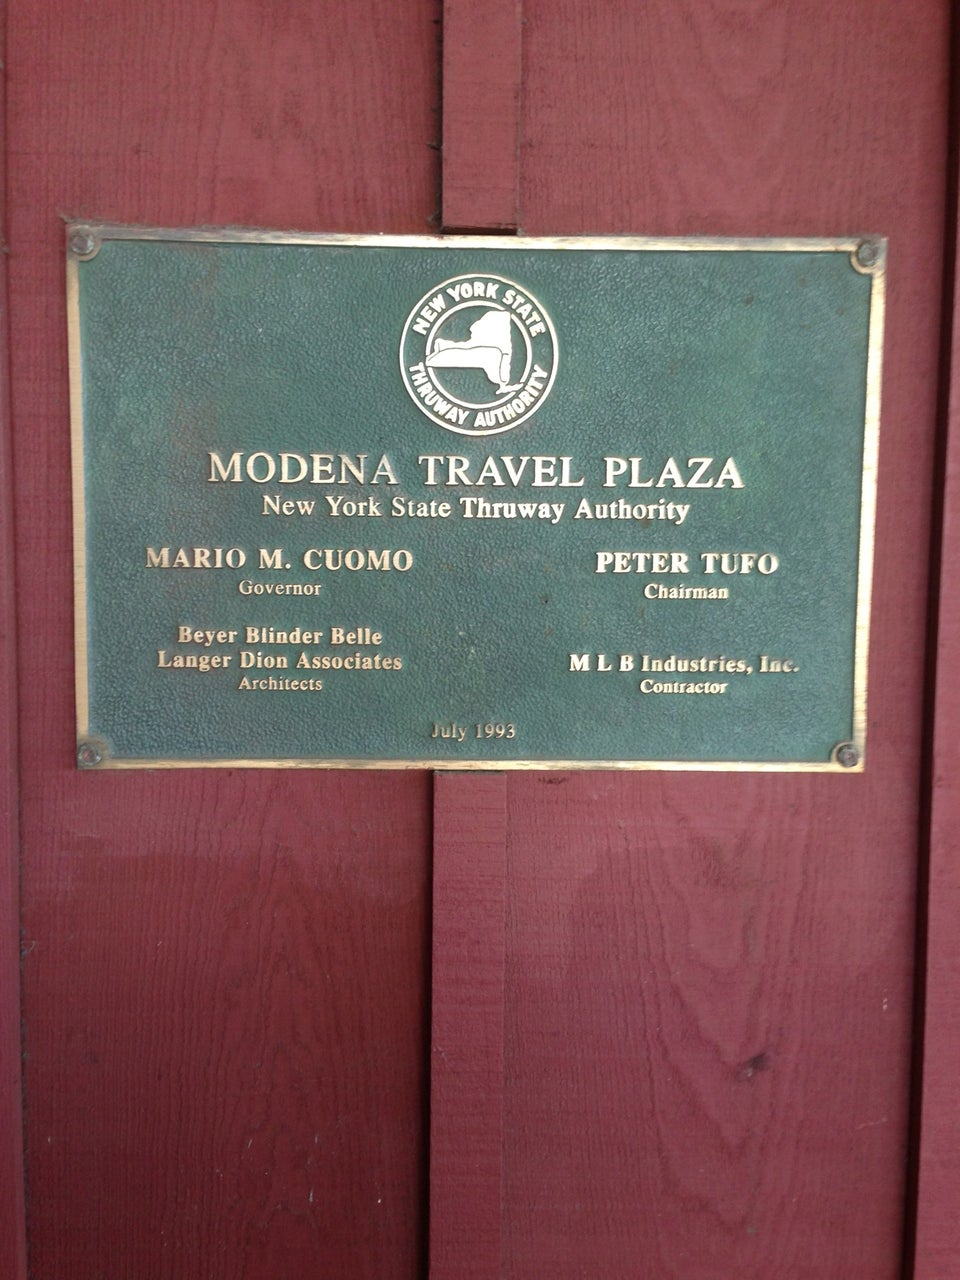 NEW YORK STATE
THRUWAY AUTHORITY
MODENA TRAVEL PLAZA
New York State Thruway Authority
MARIO M. CUOMO
Governor
PETER TUFO
Chairman
Beyer Blinder Belle
Langer Dion Associates
Architects
M L B Industries, Inc.
Contractor
July 1993